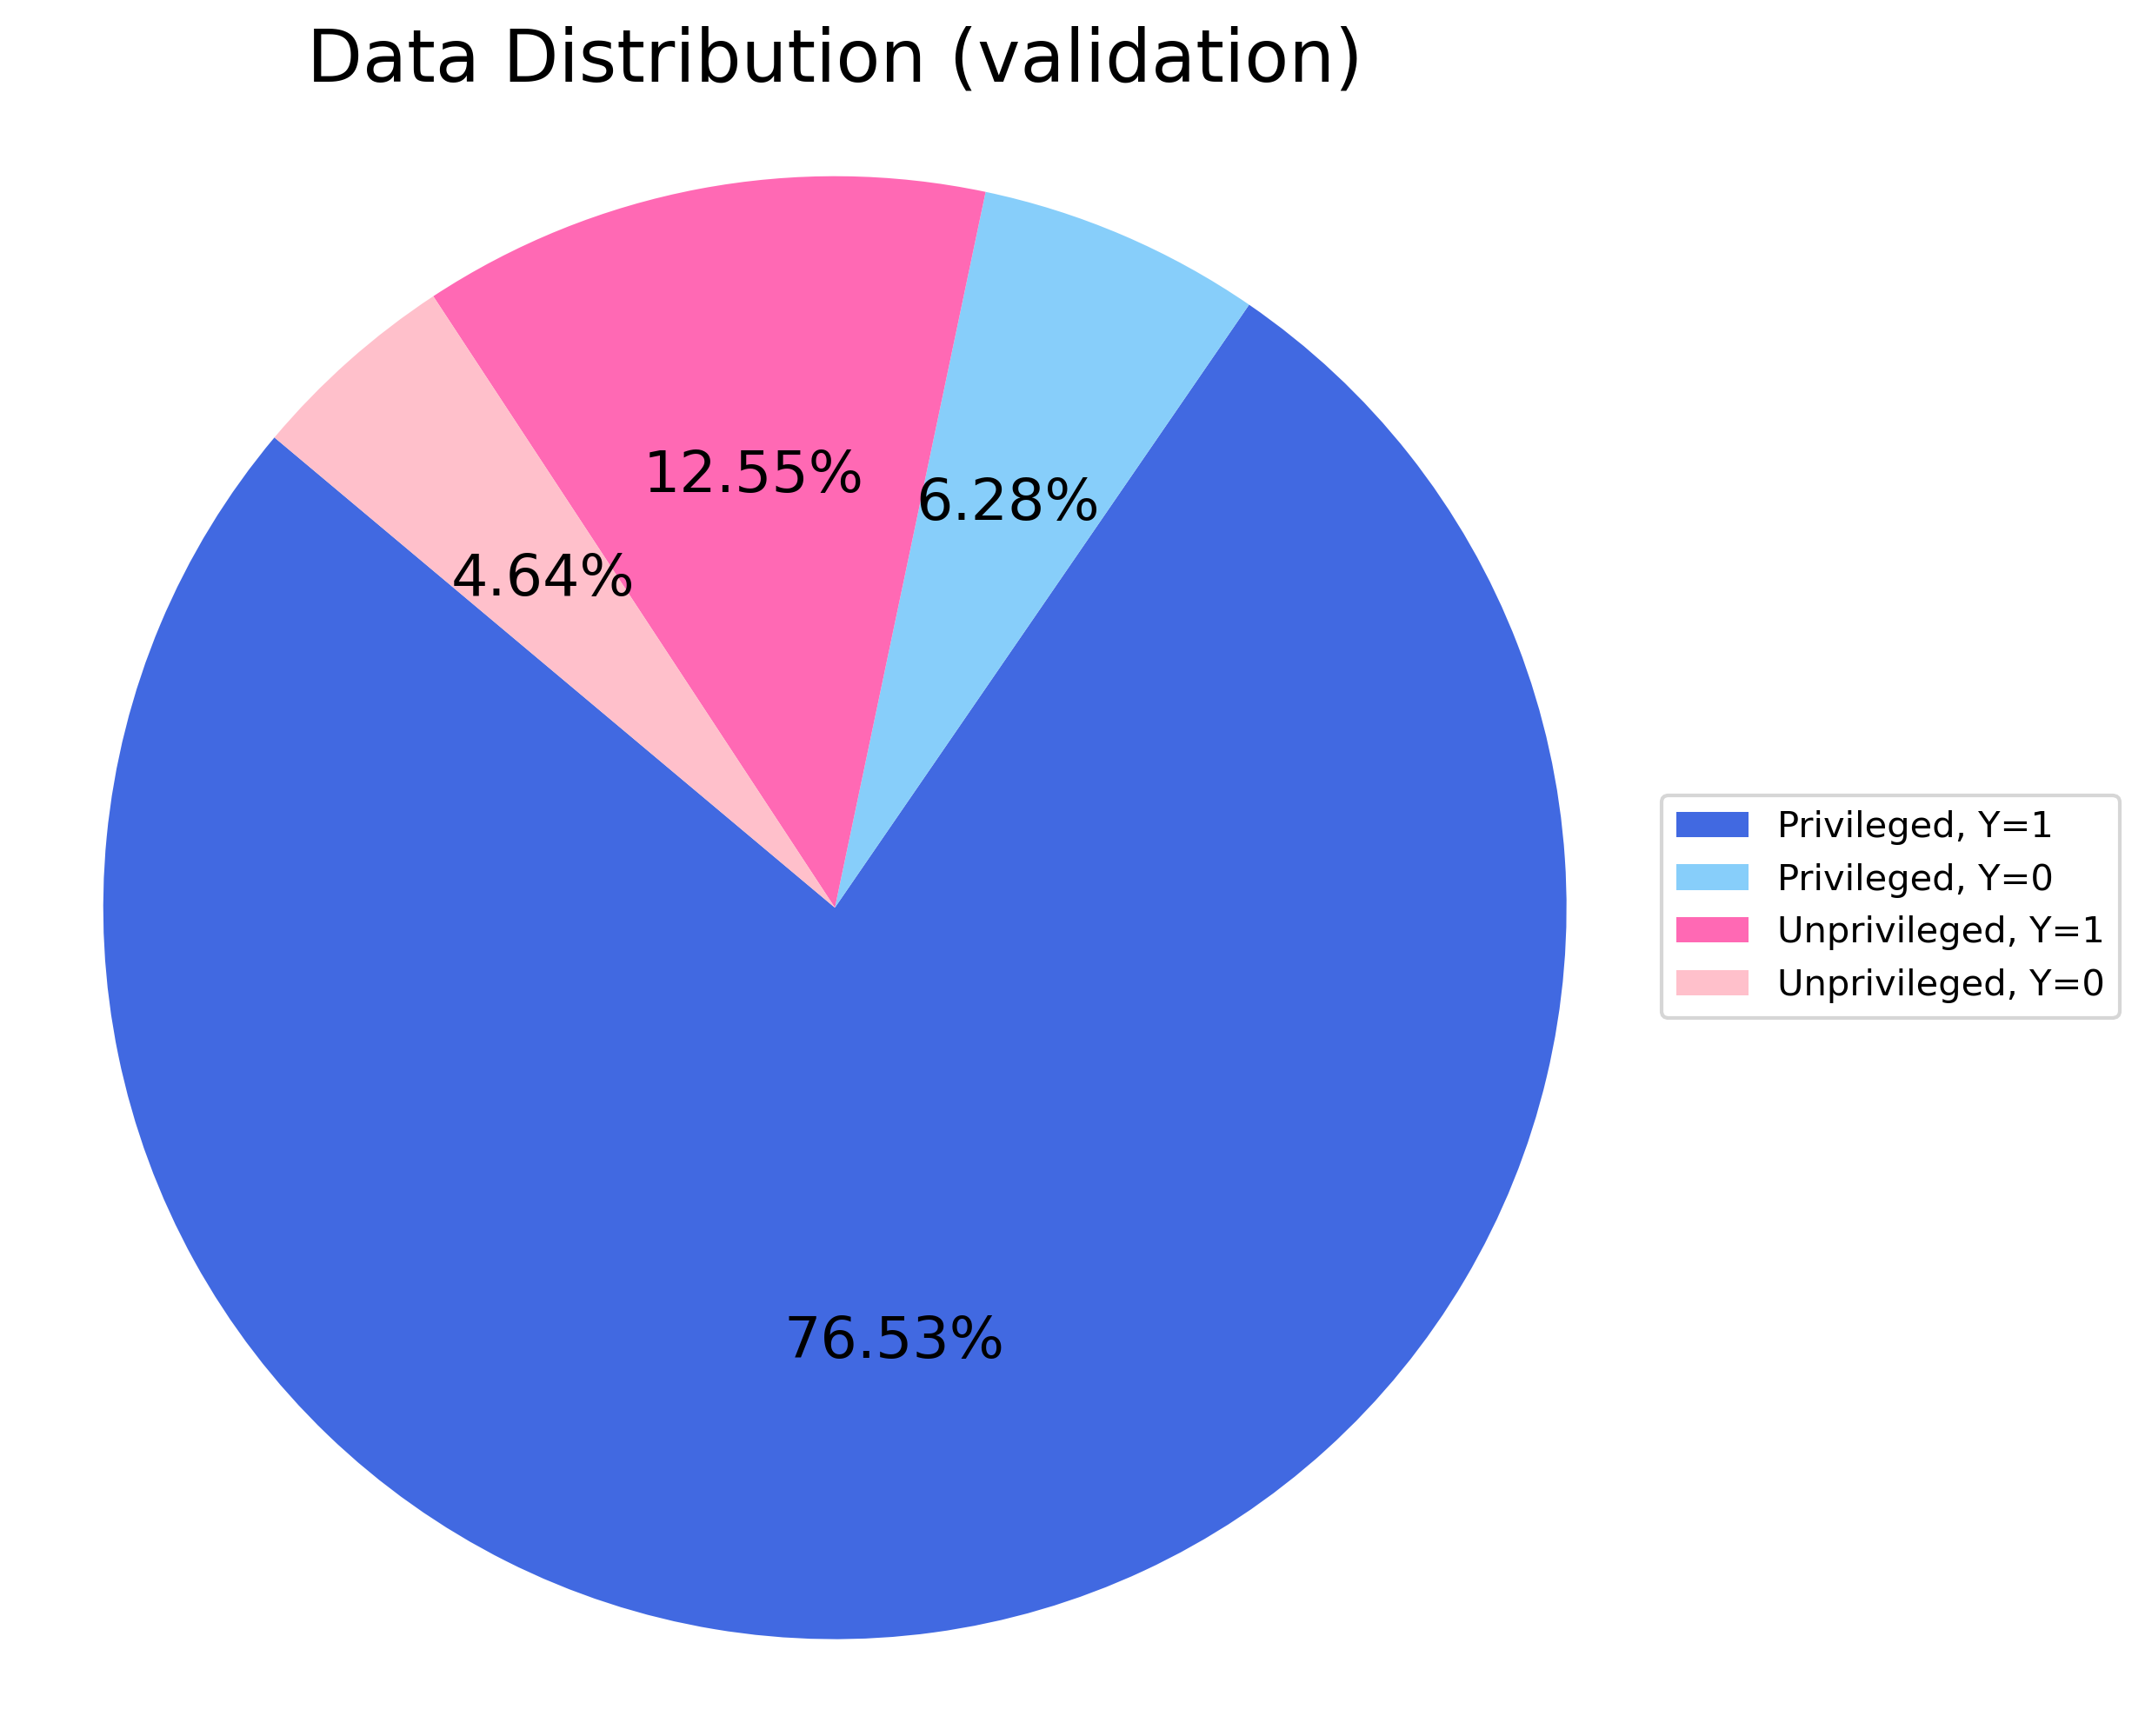 Data Distribution (validation)
12.55%
6.28%
4.64%
76.53%
Privileged, Y=1
Privileged, Y=0
Unprivileged, Y=1
Unprivileged, Y=0